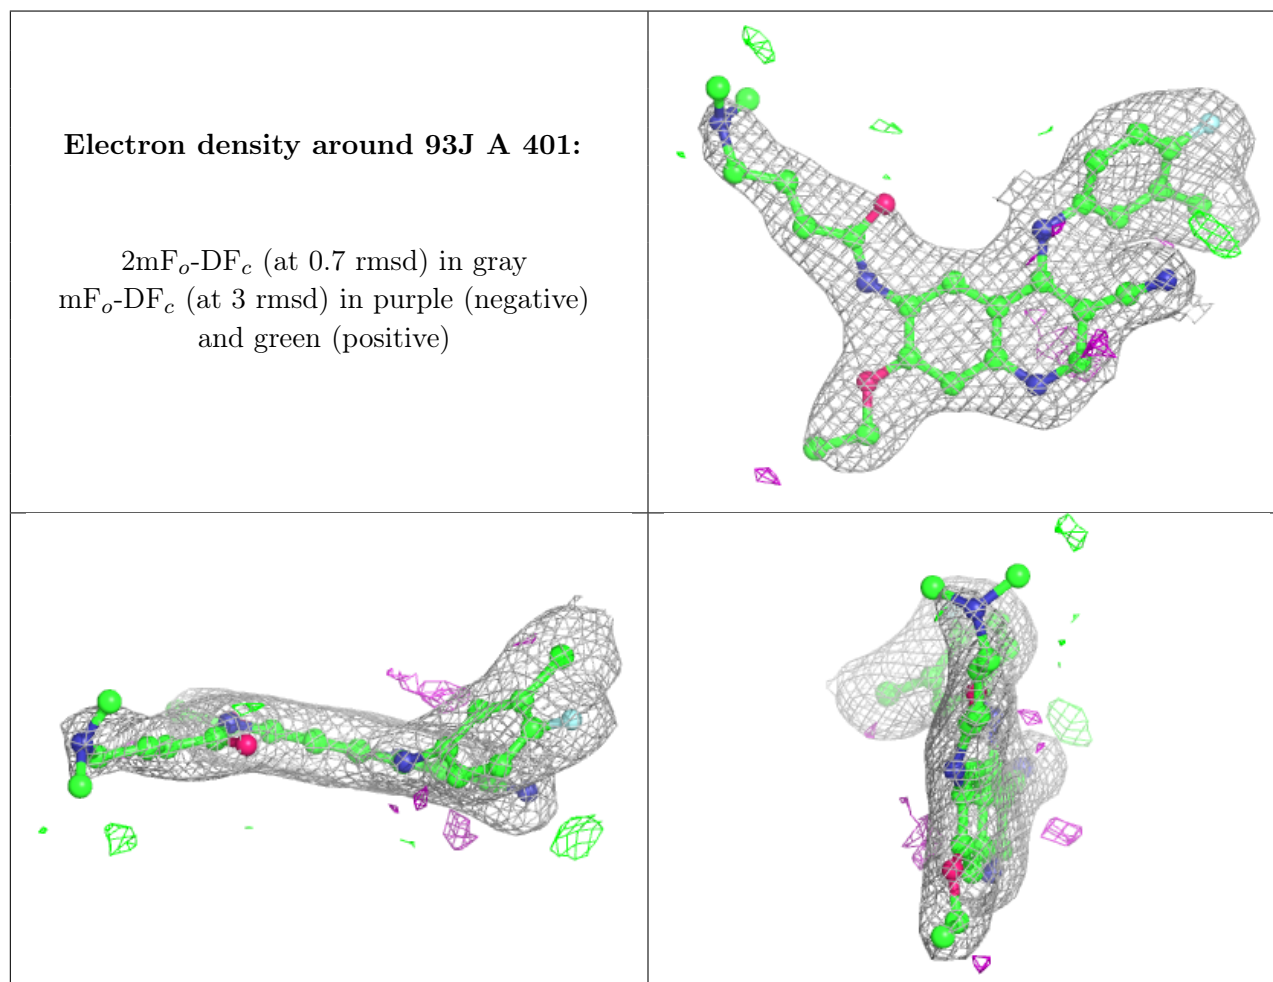 Electron density around 93J A 401:
2mFo-DFc (at 0.7 rmsd) in gray
mFo-DFc (at 3 rmsd) in purple (negative)
and green (positive)